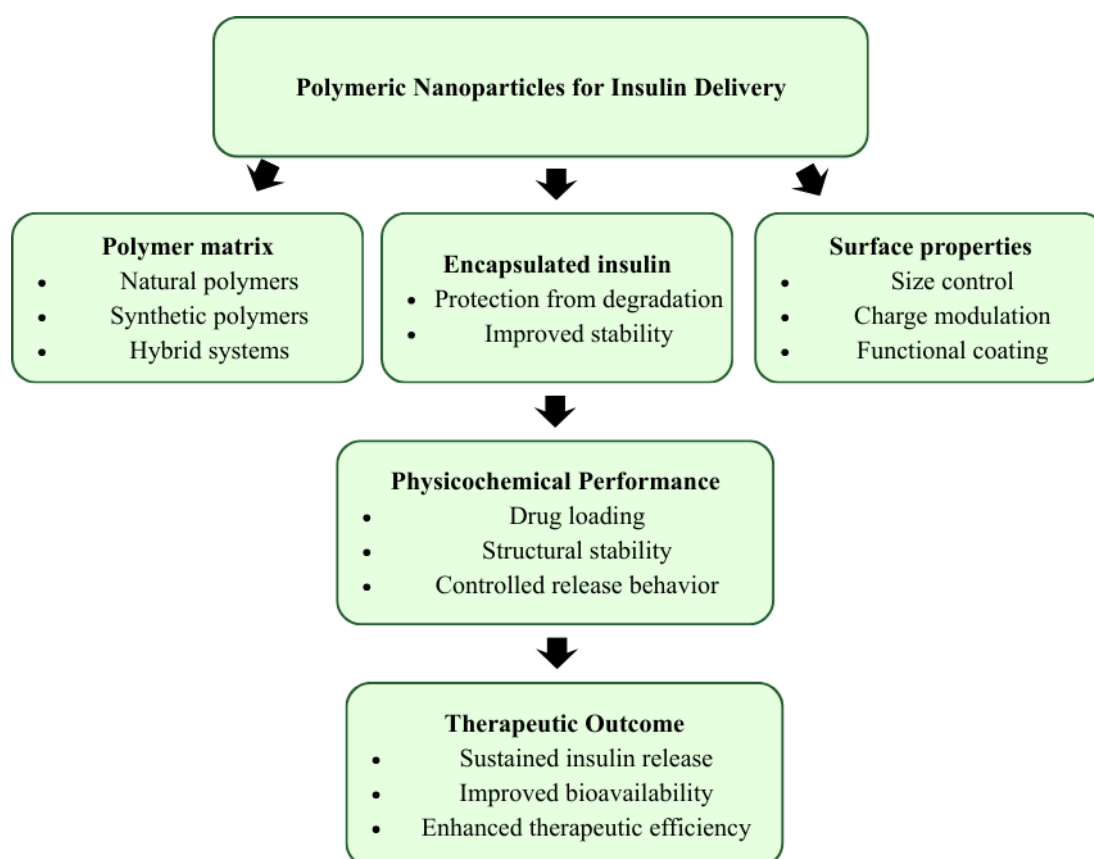 Polymeric Nanoparticles for Insulin Delivery
Polymer matrix
• Natural polymers
• Synthetic polymers
• Hybrid systems
Encapsulated insulin
• Protection from degradation
• Improved stability
Surface properties
• Size control
• Charge modulation
• Functional coating
Physicochemical Performance
• Drug loading
• Structural stability
• Controlled release behavior
Therapeutic Outcome
• Sustained insulin release
• Improved bioavailability
• Enhanced therapeutic efficiency